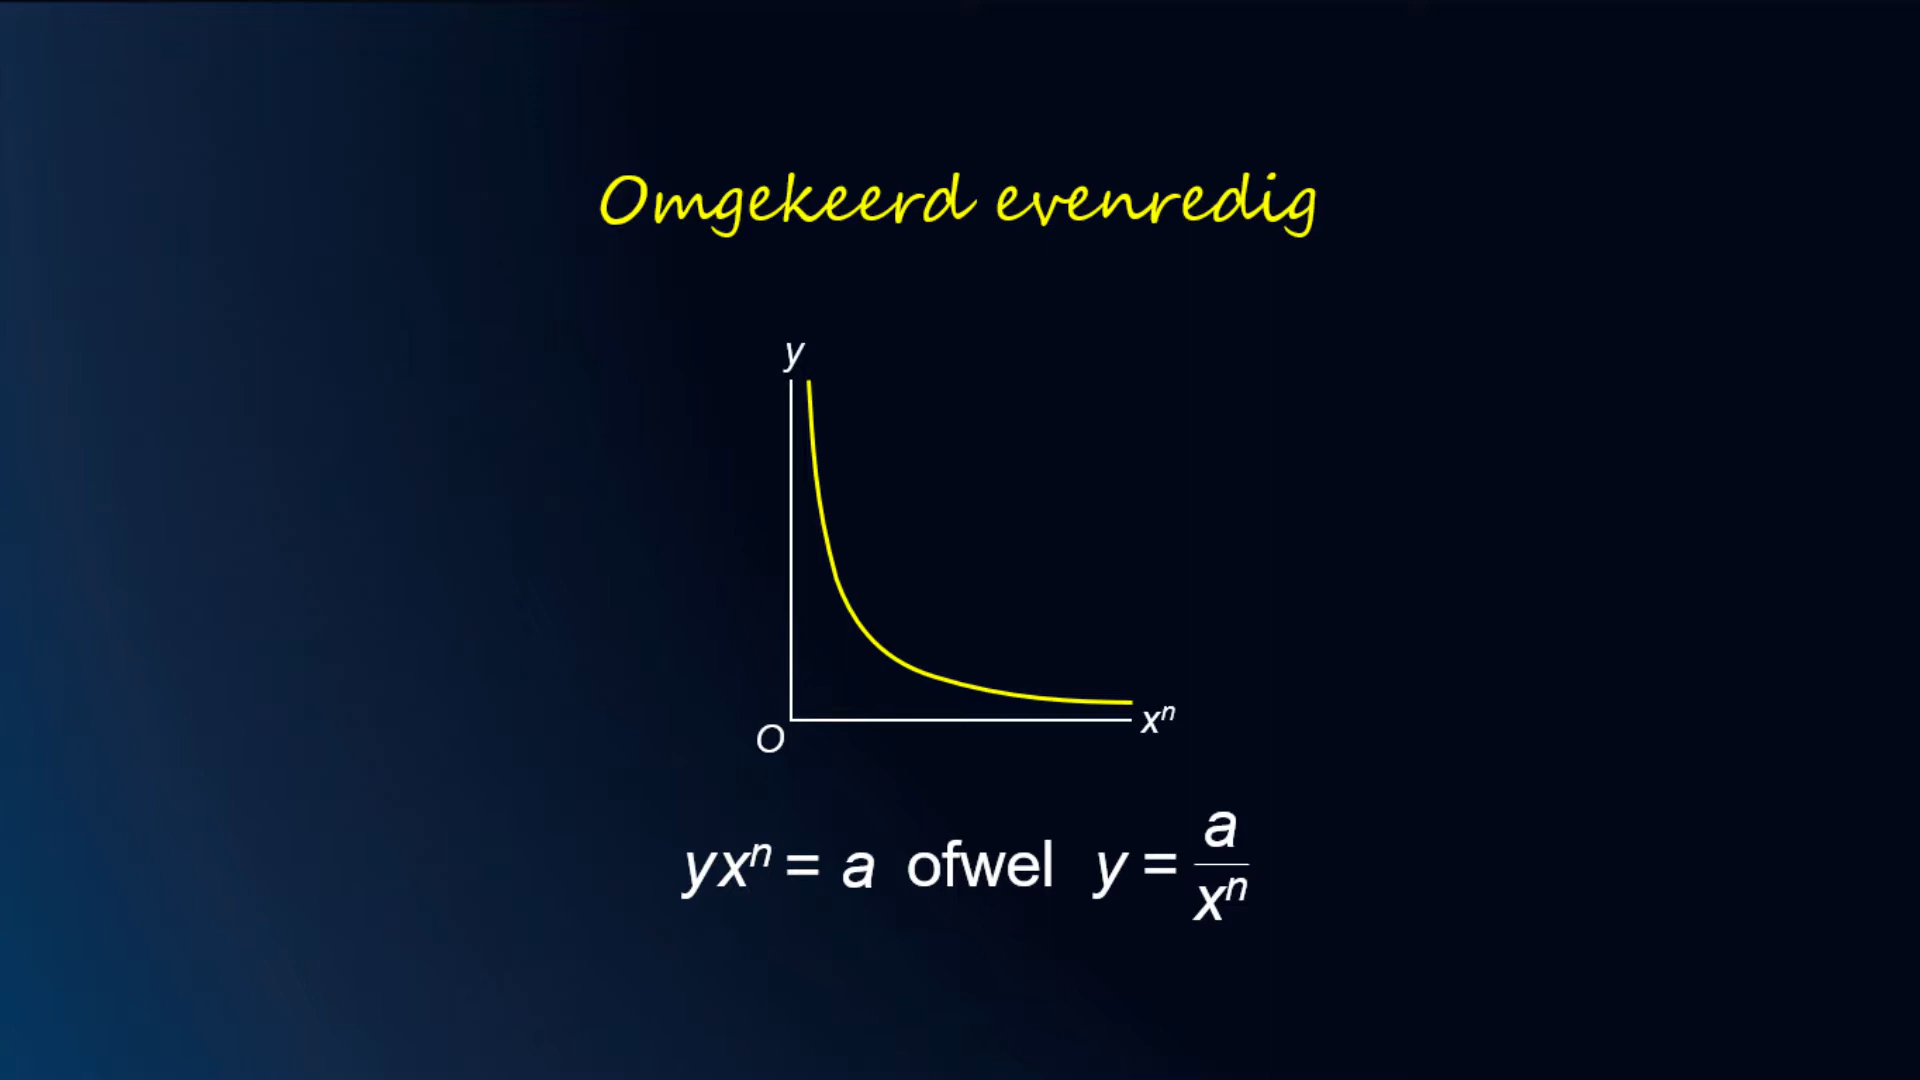 Omgekeerd evenredig
y
O
xⁿ
yxⁿ = a ofwel y = a/xⁿ